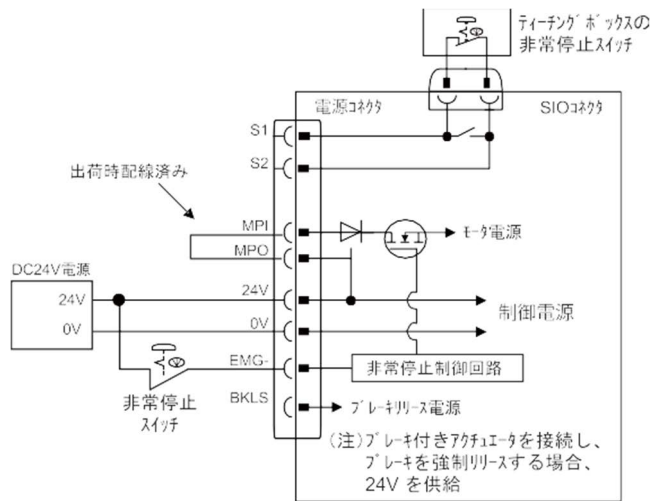 ﾃｨｰﾁﾝｸﾞﾎﾞｯｸｽの
非常停止スイッチ
電源ｺﾈｸﾀ
SIOｺﾈｸﾀ
S1
S2
出荷時配線済み
MPI
MPO
ﾓｰﾀ電源
DC24V電源
24V
24V
制御電源
0V
0V
EMG-
非常停止制御回路
非常停止
ｽｲｯﾁ
BKLS
ﾌﾞﾚｰｷﾘﾘｰｽ電源
(注)ﾌﾞﾚｰｷ付きｱｸﾁｭｴｰﾀを接続し、
ﾌﾞﾚｰｷを強制ﾘﾘｰｽする場合、
24V を供給